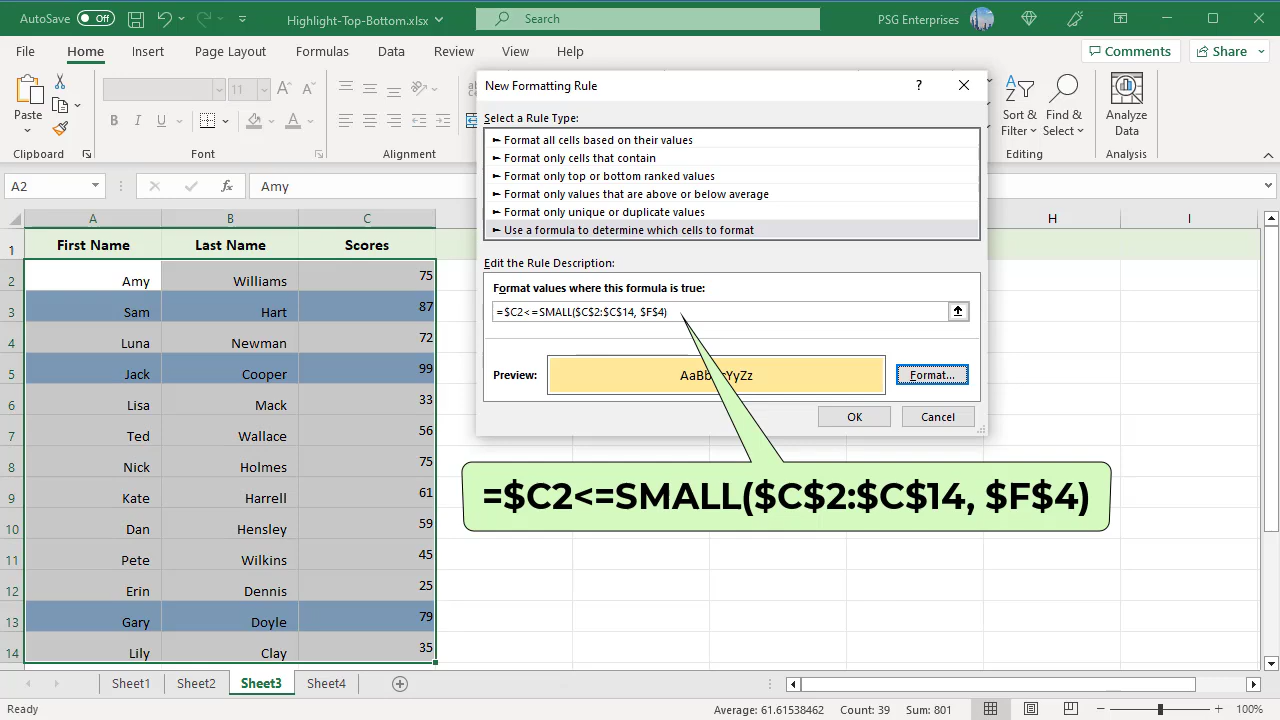 AutoSave Off Highlight-Top-Bottom.xlsx Search PSG Enterprises
File Home Insert Page Layout Formulas Data Review View Help Comments Share
Paste
Clipboard
11
B I U A
Font
ab
Alignment
Sort & Filter
Find & Select
Editing
Analyze Data
Analysis
A2 fx Amy
New Formatting Rule ?
Select a Rule Type:
► Format all cells based on their values
► Format only cells that contain
► Format only top or bottom ranked values
► Format only values that are above or below average
► Format only unique or duplicate values
► Use a formula to determine which cells to format
Edit the Rule Description:
Format values where this formula is true:
=$C2<=SMALL($C$2:$C$14, $F$4)
Preview: Format...
OK Cancel
=$C2<=SMALL($C$2:$C$14, $F$4)
A B C H I
1 First Name Last Name Scores
2 Amy Williams 75
3 Sam Hart 87
4 Luna Newman 72
5 Jack Cooper 99
6 Lisa Mack 33
7 Ted Wallace 56
8 Nick Holmes 75
9 Kate Harrell 61
10 Dan Hensley 59
11 Pete Wilkins 45
12 Erin Dennis 25
13 Gary Doyle 79
14 Lily Clay 35
Sheet1 Sheet2 Sheet3 Sheet4
Ready Average: 61.61538462 Count: 39 Sum: 801 100%